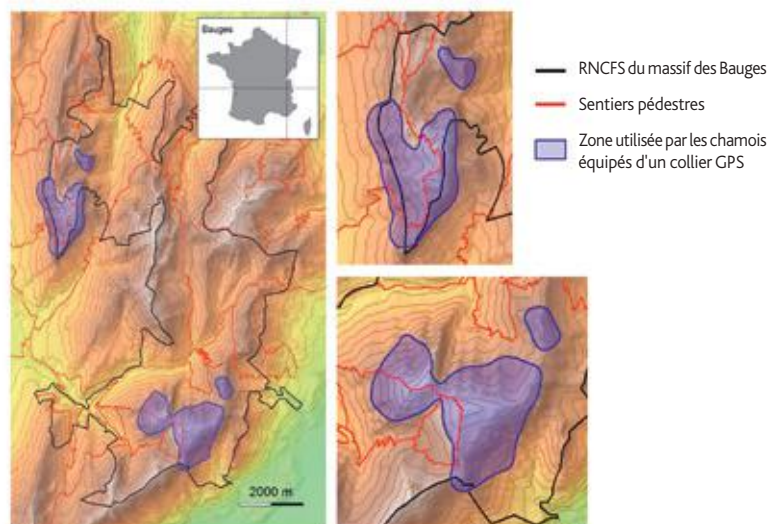 Bauges
RNCFS du massif des Bauges
Sentiers pédestres
Zone utilisée par les chamois
équipés d'un collier GPS
2000 m